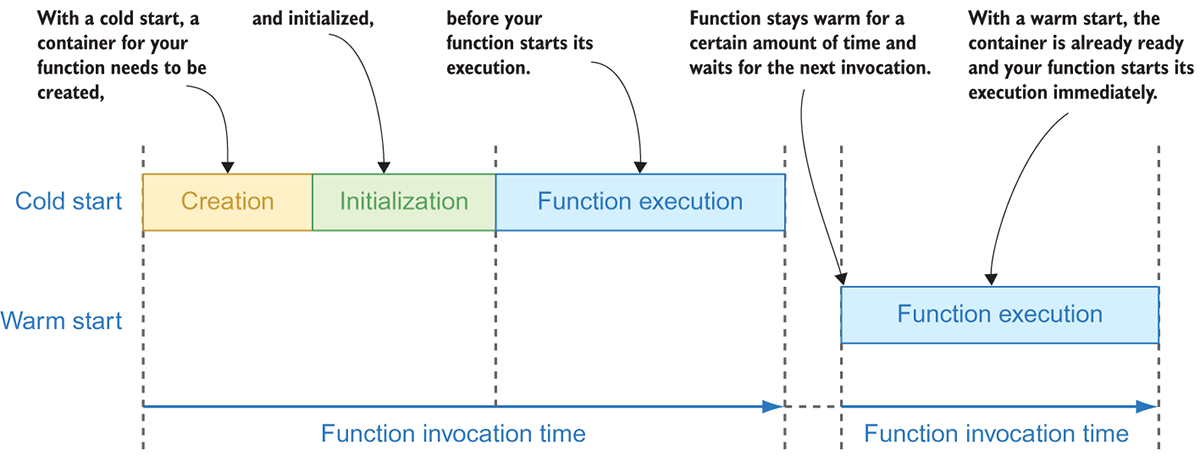 With a cold start, a
container for your
function needs to be
created,
and initialized,
before your
function starts its
execution.
Function stays warm for a
certain amount of time and
waits for the next invocation.
With a warm start, the
container is already ready
and your function starts its
execution immediately.
Cold start
Creation
Initialization
Function execution
Warm start
Function execution
Function invocation time
Function invocation time